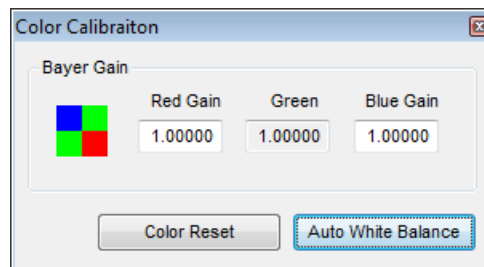 Color Calibraiton
Bayer Gain
Red Gain Green Blue Gain
1.00000 1.00000 1.00000
Color Reset Auto White Balance